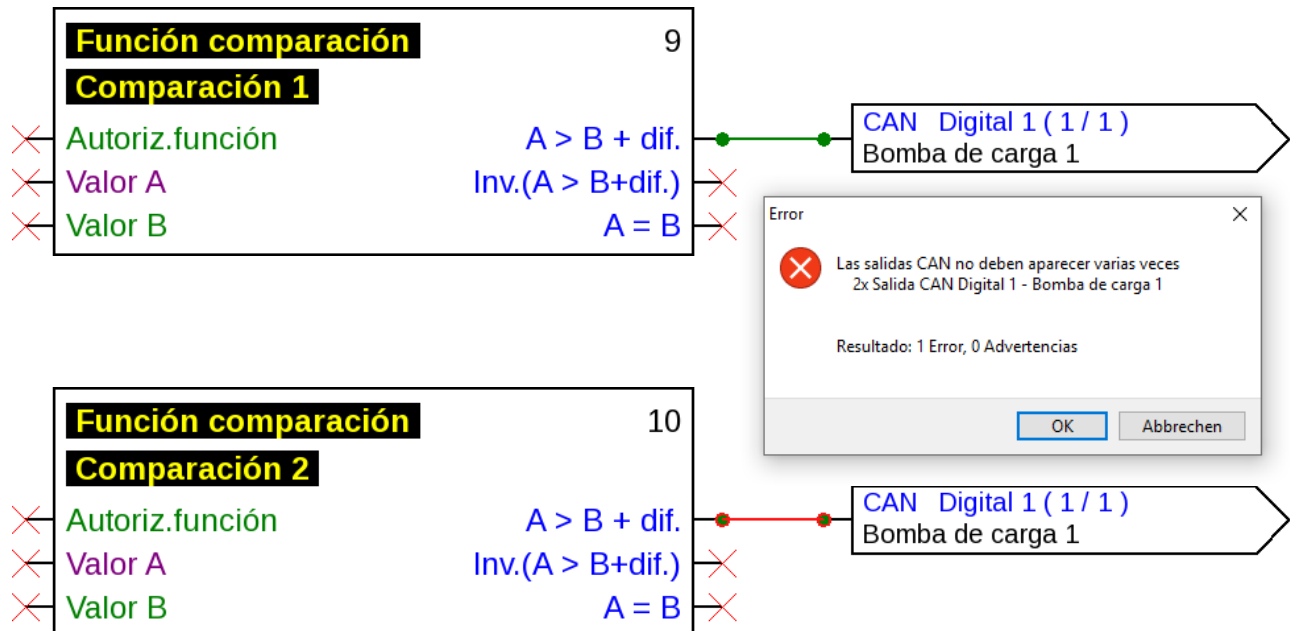 Función comparación 9
Comparación 1
Autoriz.función A > B + dif.
Valor A Inv.(A > B+dif.)
Valor B A = B
CAN Digital 1 ( 1 / 1 )
Bomba de carga 1
Error
Las salidas CAN no deben aparecer varias veces
2x Salida CAN Digital 1 - Bomba de carga 1
Resultado: 1 Error, 0 Advertencias
OK Abbrechen
Función comparación 10
Comparación 2
Autoriz.función A > B + dif.
Valor A Inv.(A > B+dif.)
Valor B A = B
CAN Digital 1 ( 1 / 1 )
Bomba de carga 1